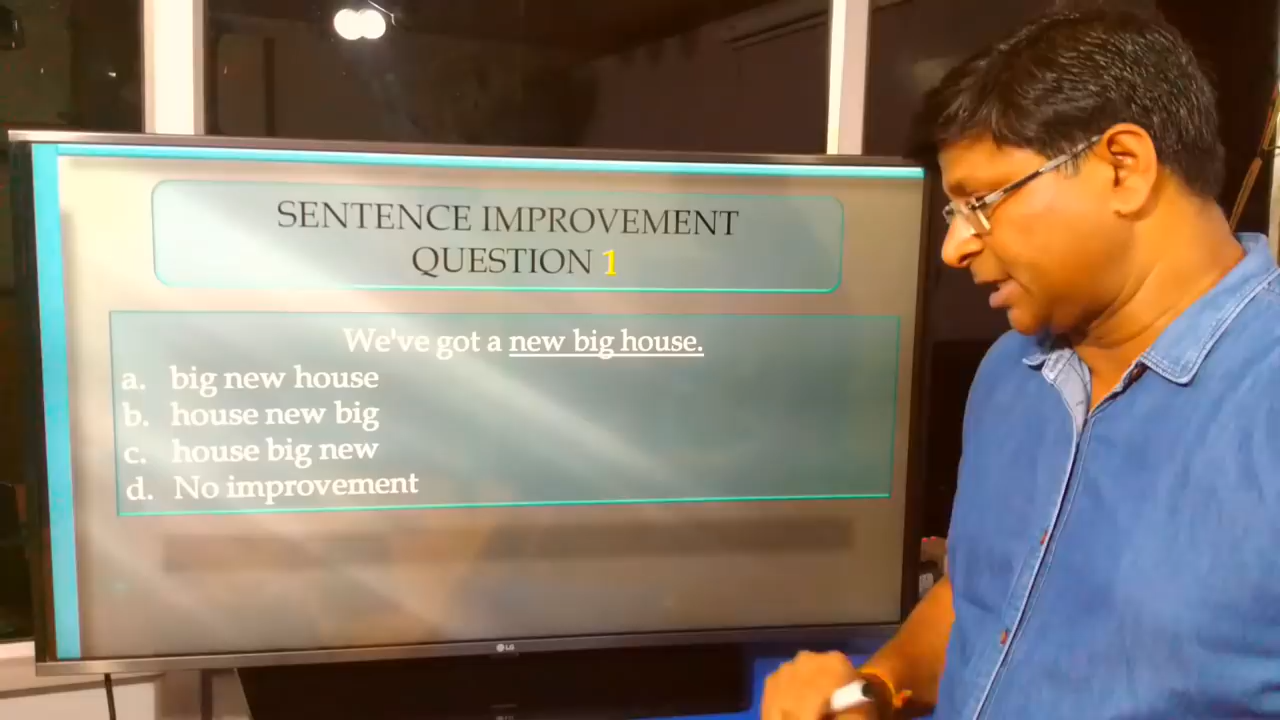 SENTENCE IMPROVEMENT
QUESTION 1
We've got a new big house.
a. big new house
b. house new big
c. house big new
d. No improvement
LG